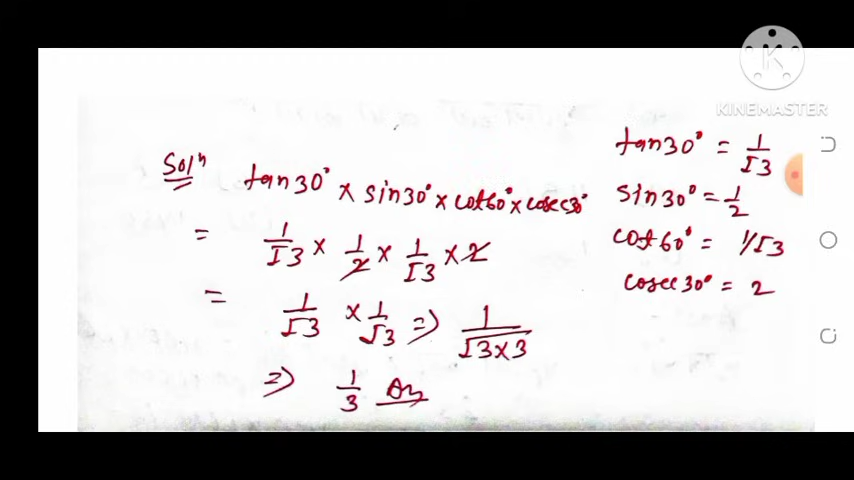 KINEMASTER
Solⁿ tan30° × sin30° × cot60° × cosec30°
= 1/√3 × 1/2 × 1/√3 × 2
= 1/√3 × 1/√3 => 1/√3×3
=> 1/3 Ans
tan30° = 1/√3
sin30° = 1/2
cot60° = 1/√3
cosec30° = 2